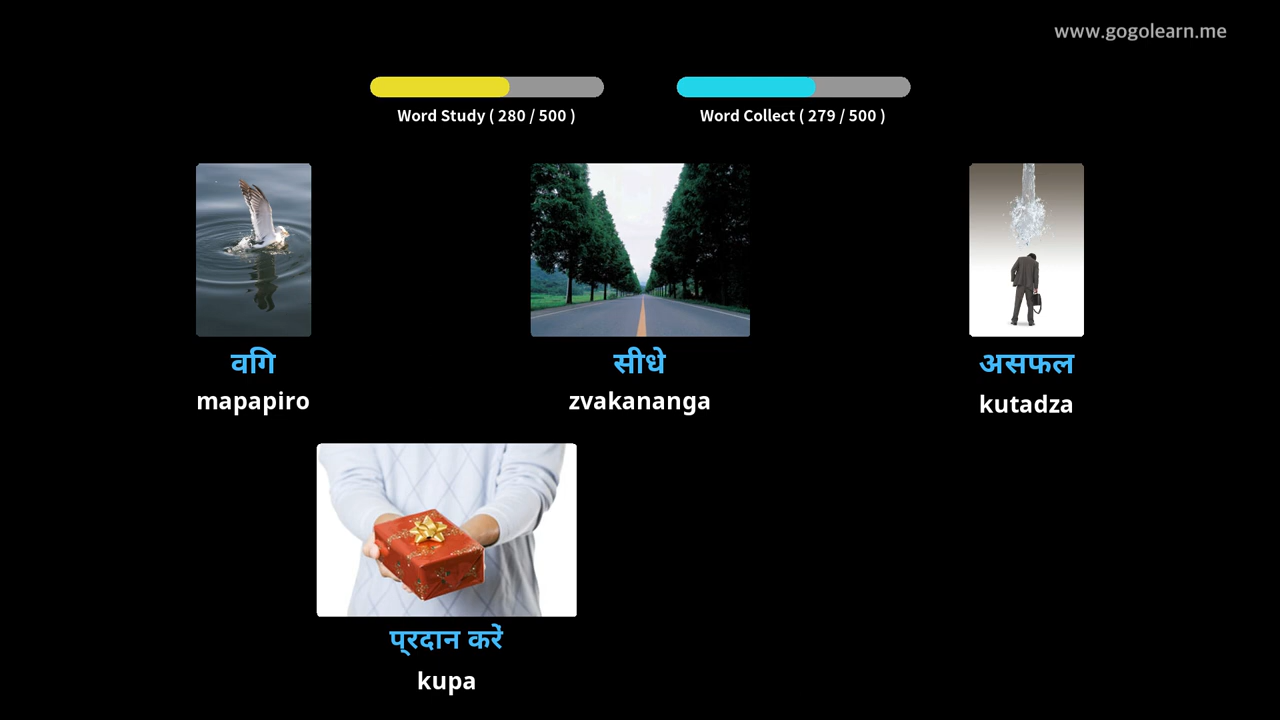 www.gogolearn.me
Word Study ( 280 / 500 )
Word Collect ( 279 / 500 )
वगि
सीधे
असफल
mapapiro
zvakananga
kutadza
प्रदान करें
kupa